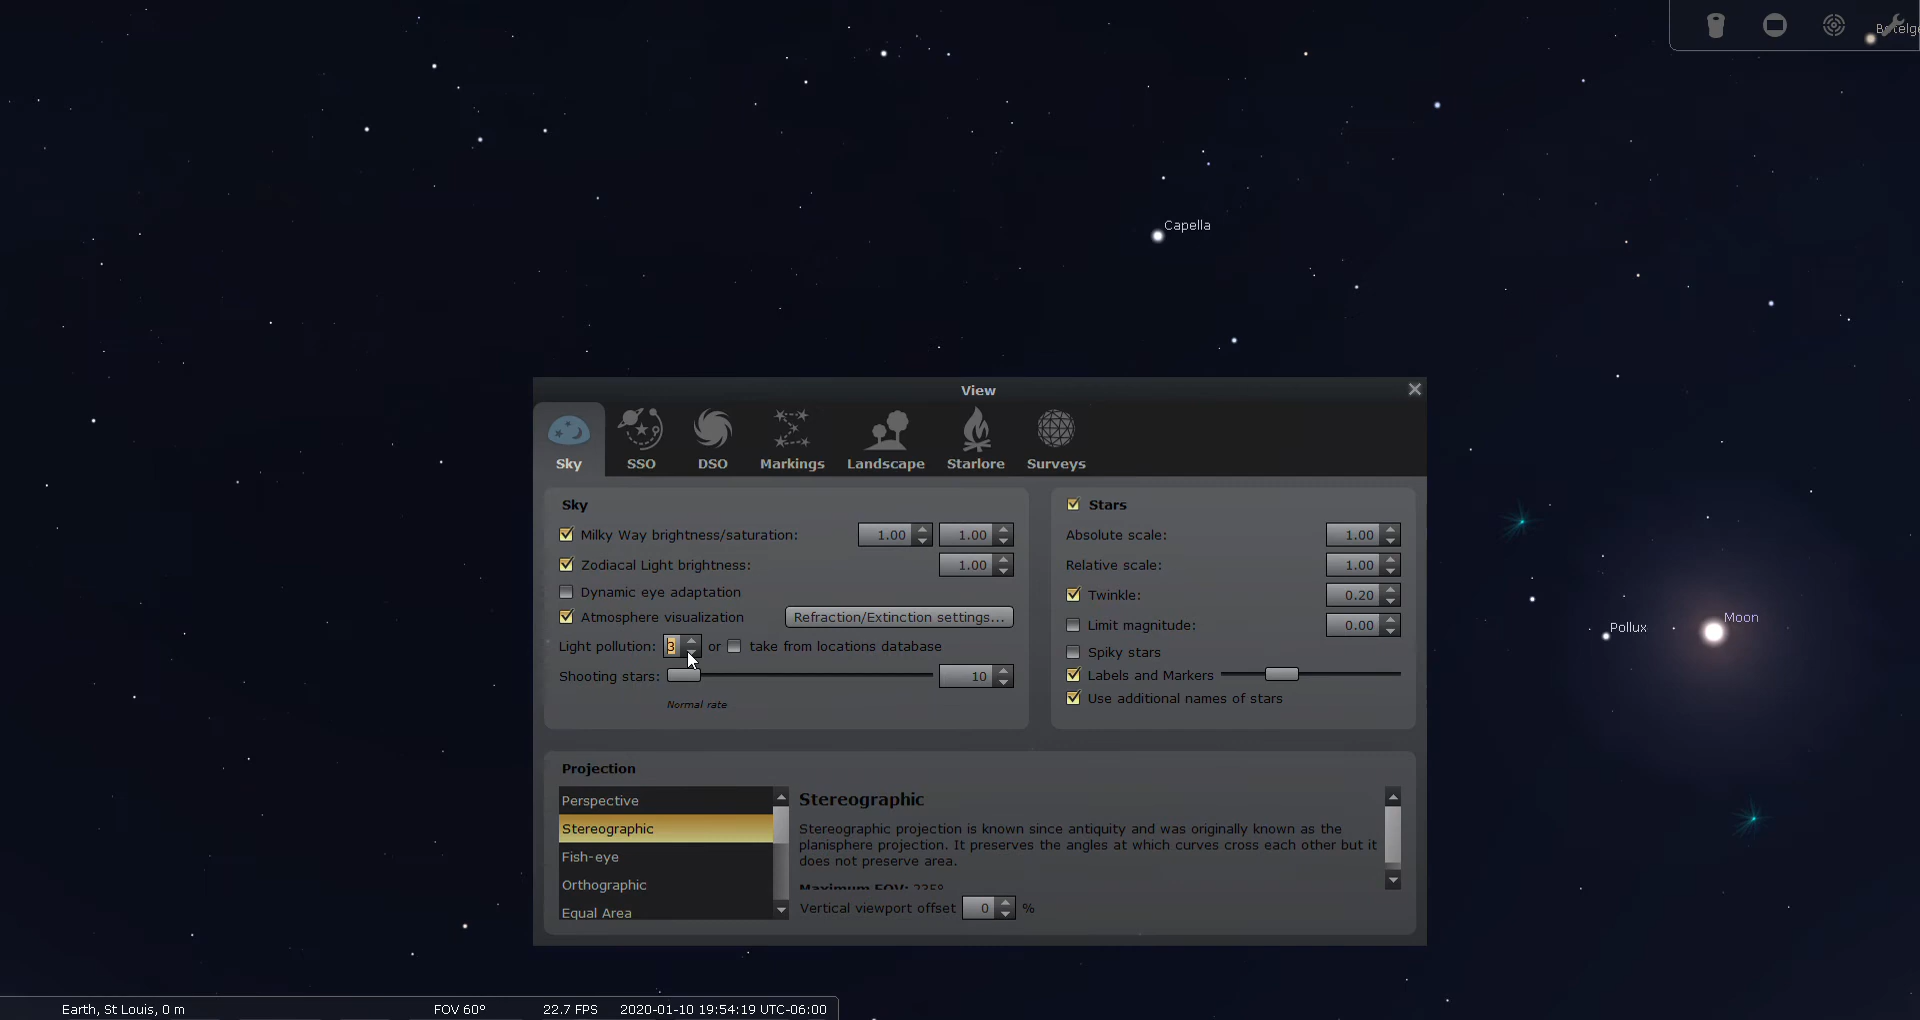 Betelge
Capella
Pollux
Moon
View
Sky
SSO
DSO
Markings
Landscape
Starlore
Surveys
Sky
Milky Way brightness/saturation: 1.00 1.00
Zodiacal Light brightness: 1.00
Dynamic eye adaptation
Atmosphere visualization Refraction/Extinction settings...
Light pollution: 3 or take from locations database
Shooting stars: 10
Normal rate
Stars
Absolute scale: 1.00
Relative scale: 1.00
Twinkle: 0.20
Limit magnitude: 0.00
Spiky stars
Labels and Markers
Use additional names of stars
Projection
Perspective
Stereographic
Fish-eye
Orthographic
Equal Area
Stereographic
Stereographic projection is known since antiquity and was originally known as the
planisphere projection. It preserves the angles at which curves cross each other but it
does not preserve area.
Maximum FOV: 235°
Vertical viewport offset 0 %
Earth, St Louis, 0 m FOV 60° 22.7 FPS 2020-01-10 19:54:19 UTC-06:00